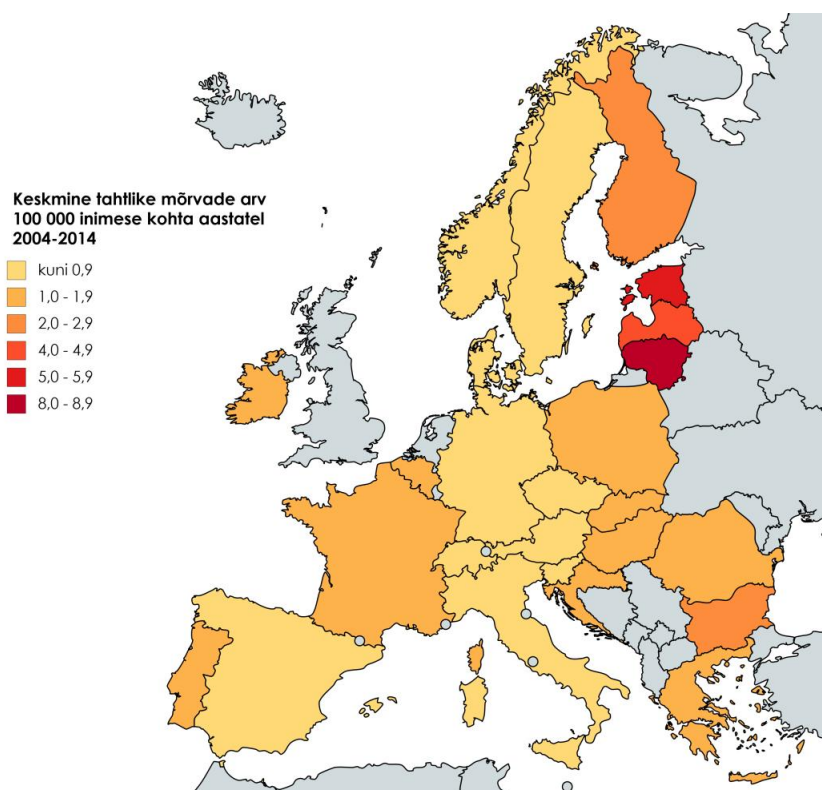 Keskmine tahtlike mõrvade arv
100 000 inimese kohta aastatel
2004-2014
kuni 0,9
1,0 - 1,9
2,0 - 2,9
4,0 - 4,9
5,0 - 5,9
8,0 - 8,9